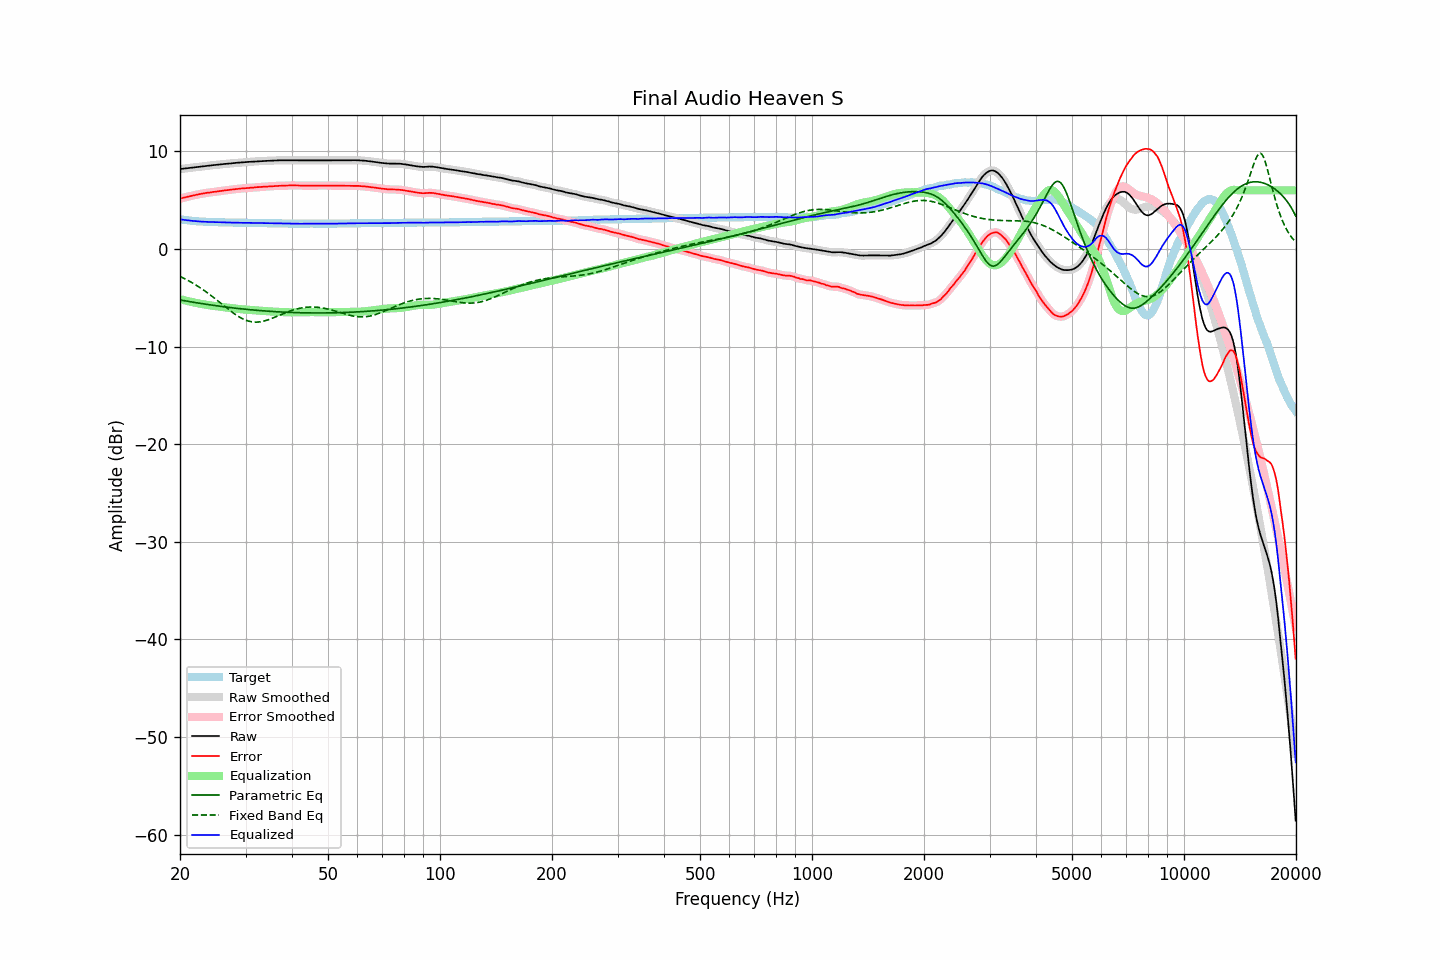 Final Audio Heaven S
Amplitude (dBr)
10
0
−10
−20
−30
−40
−50
−60
Target
Raw Smoothed
Error Smoothed
Raw
Error
Equalization
Parametric Eq
Fixed Band Eq
Equalized
20 50 100 200 500 1000 2000 5000 10000 20000
Frequency (Hz)